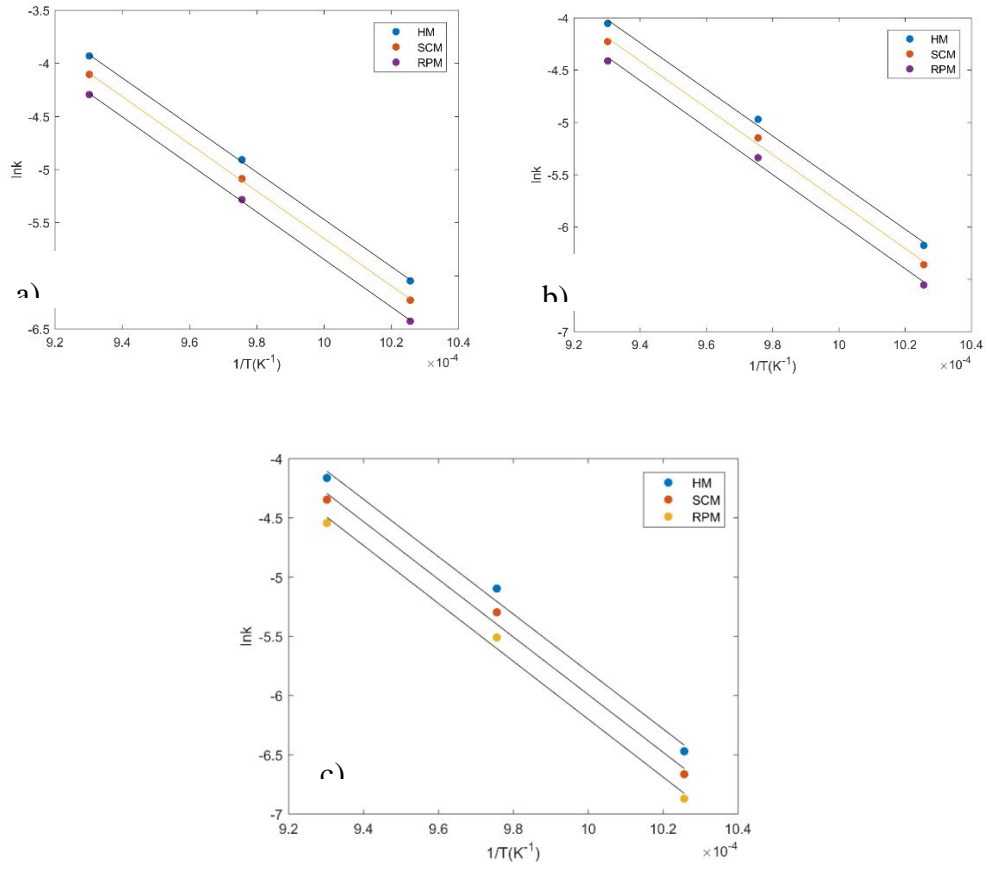 -3.5
-4
-4.5
-5
-5.5
-6.5
lnk
HM
SCM
RPM
a)
9.2
9.4
9.6
9.8
10
10.2
10.4
1/T(K⁻¹)
×10⁻⁴
-4
-4.5
-5
-5.5
-6
-7
lnk
HM
SCM
RPM
b)
9.2
9.4
9.6
9.8
10
10.2
10.4
1/T(K⁻¹)
×10⁻⁴
-4
-4.5
-5
-5.5
-6
-6.5
-7
lnk
HM
SCM
RPM
c)
9.2
9.4
9.6
9.8
10
10.2
10.4
1/T(K⁻¹)
×10⁻⁴